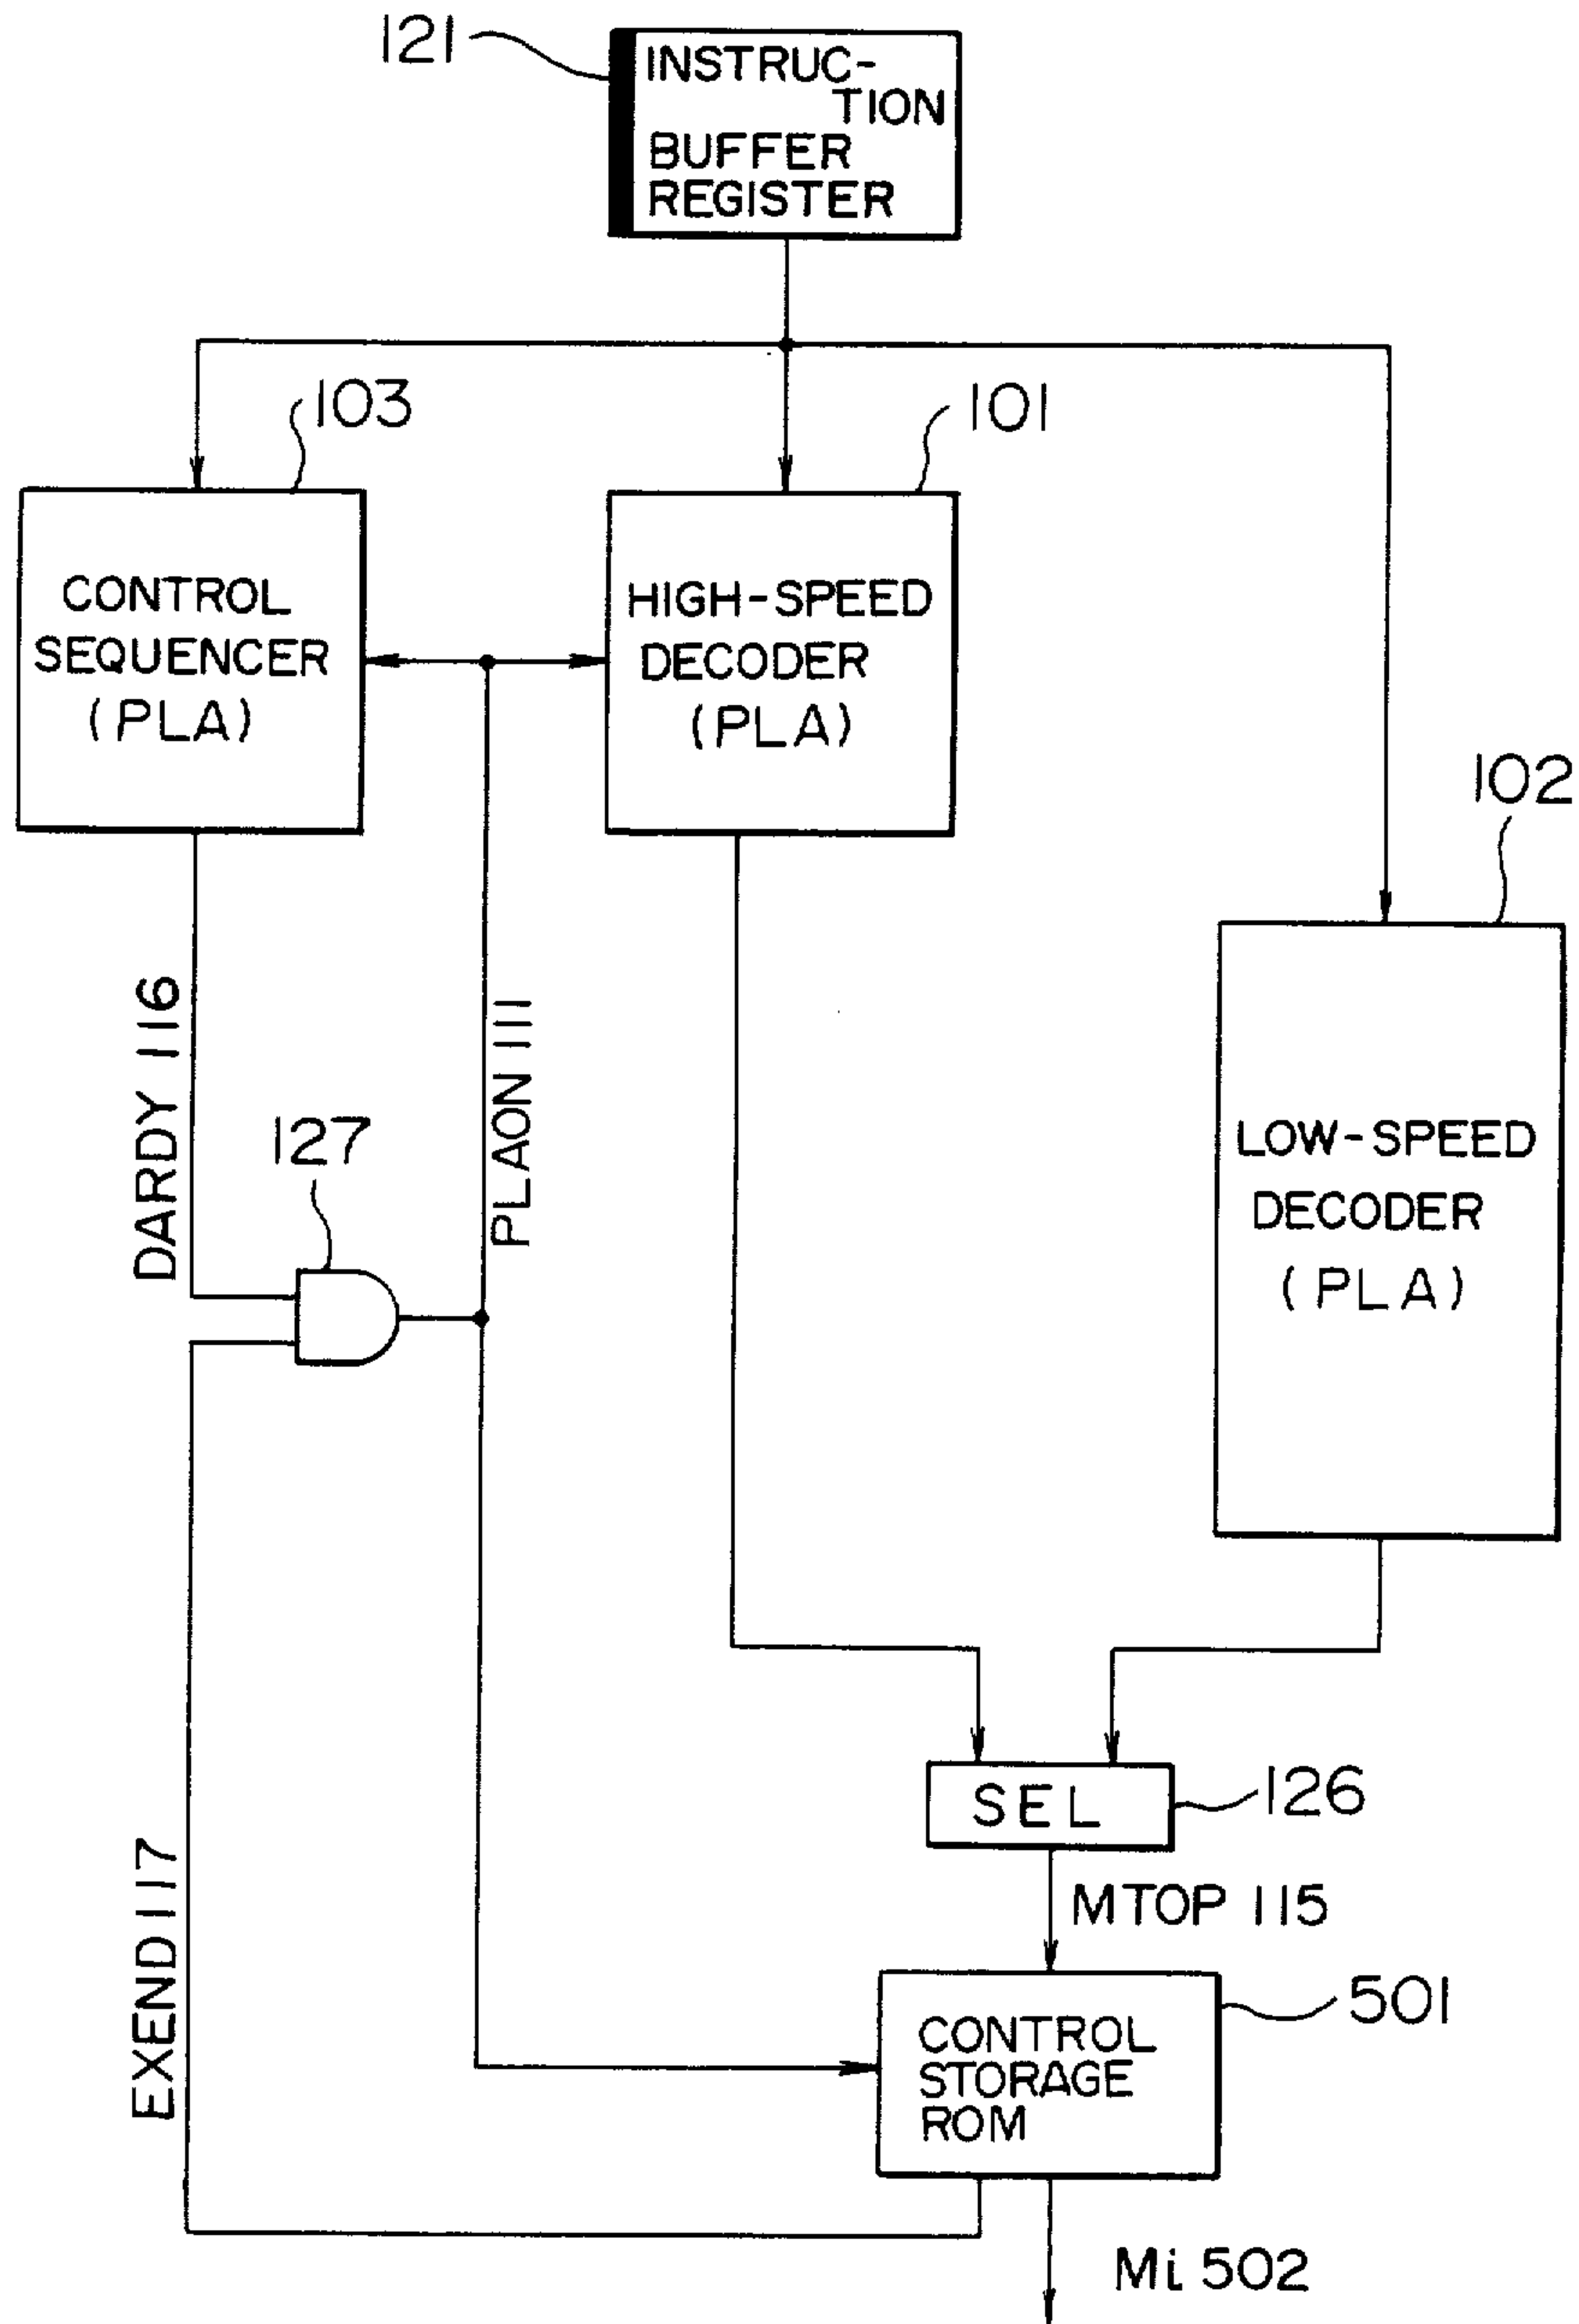 121
INSTRUC-
TION
BUFFER
REGISTER
103
101
CONTROL
SEQUENCER
(PLA)
HIGH-SPEED
DECODER
(PLA)
102
DARDY 116
PLAON 111
127
LOW-SPEED
DECODER
(PLA)
SEL
126
MTOP 115
EXEND 117
501
CONTROL
STORAGE
ROM
Mi 502